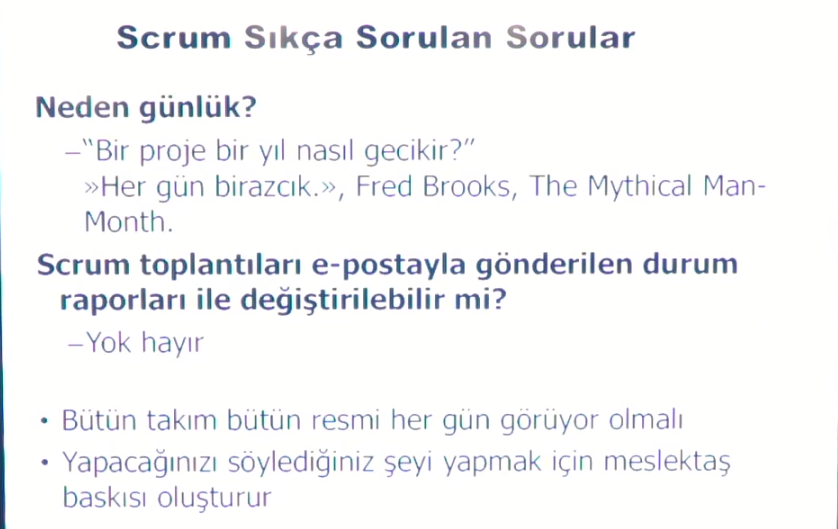 Scrum Sıkça Sorulan Sorular
Neden günlük?
–"Bir proje bir yıl nasıl gecikir?"
»Her gün birazcık.», Fred Brooks, The Mythical Man-
Month.
Scrum toplantıları e-postayla gönderilen durum
raporları ile değiştirilebilir mi?
–Yok hayır
• Bütün takım bütün resmi her gün görüyor olmalı
• Yapacağınızı söylediğiniz şeyi yapmak için meslektaş
baskısı oluşturur